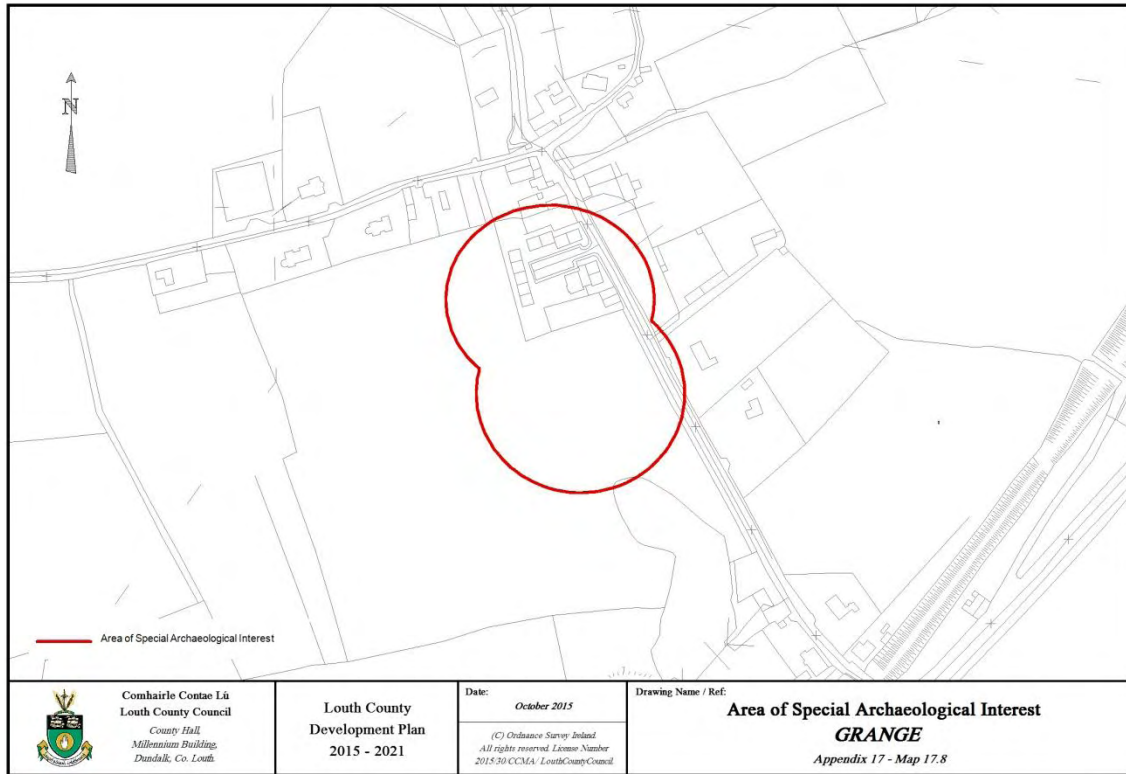 N
Area of Special Archaeological Interest
Comhairle Contae Lú
Louth County Council
County Hall,
Millennium Building,
Dundalk, Co. Louth.
Louth County
Development Plan
2015 - 2021
Date:
October 2015
(C) Ordnance Survey Ireland.
All rights reserved. License Number
2015/30/CCMA/ LouthCountyCouncil.
Drawing Name / Ref:
Area of Special Archaeological Interest
GRANGE
Appendix 17 - Map 17.8